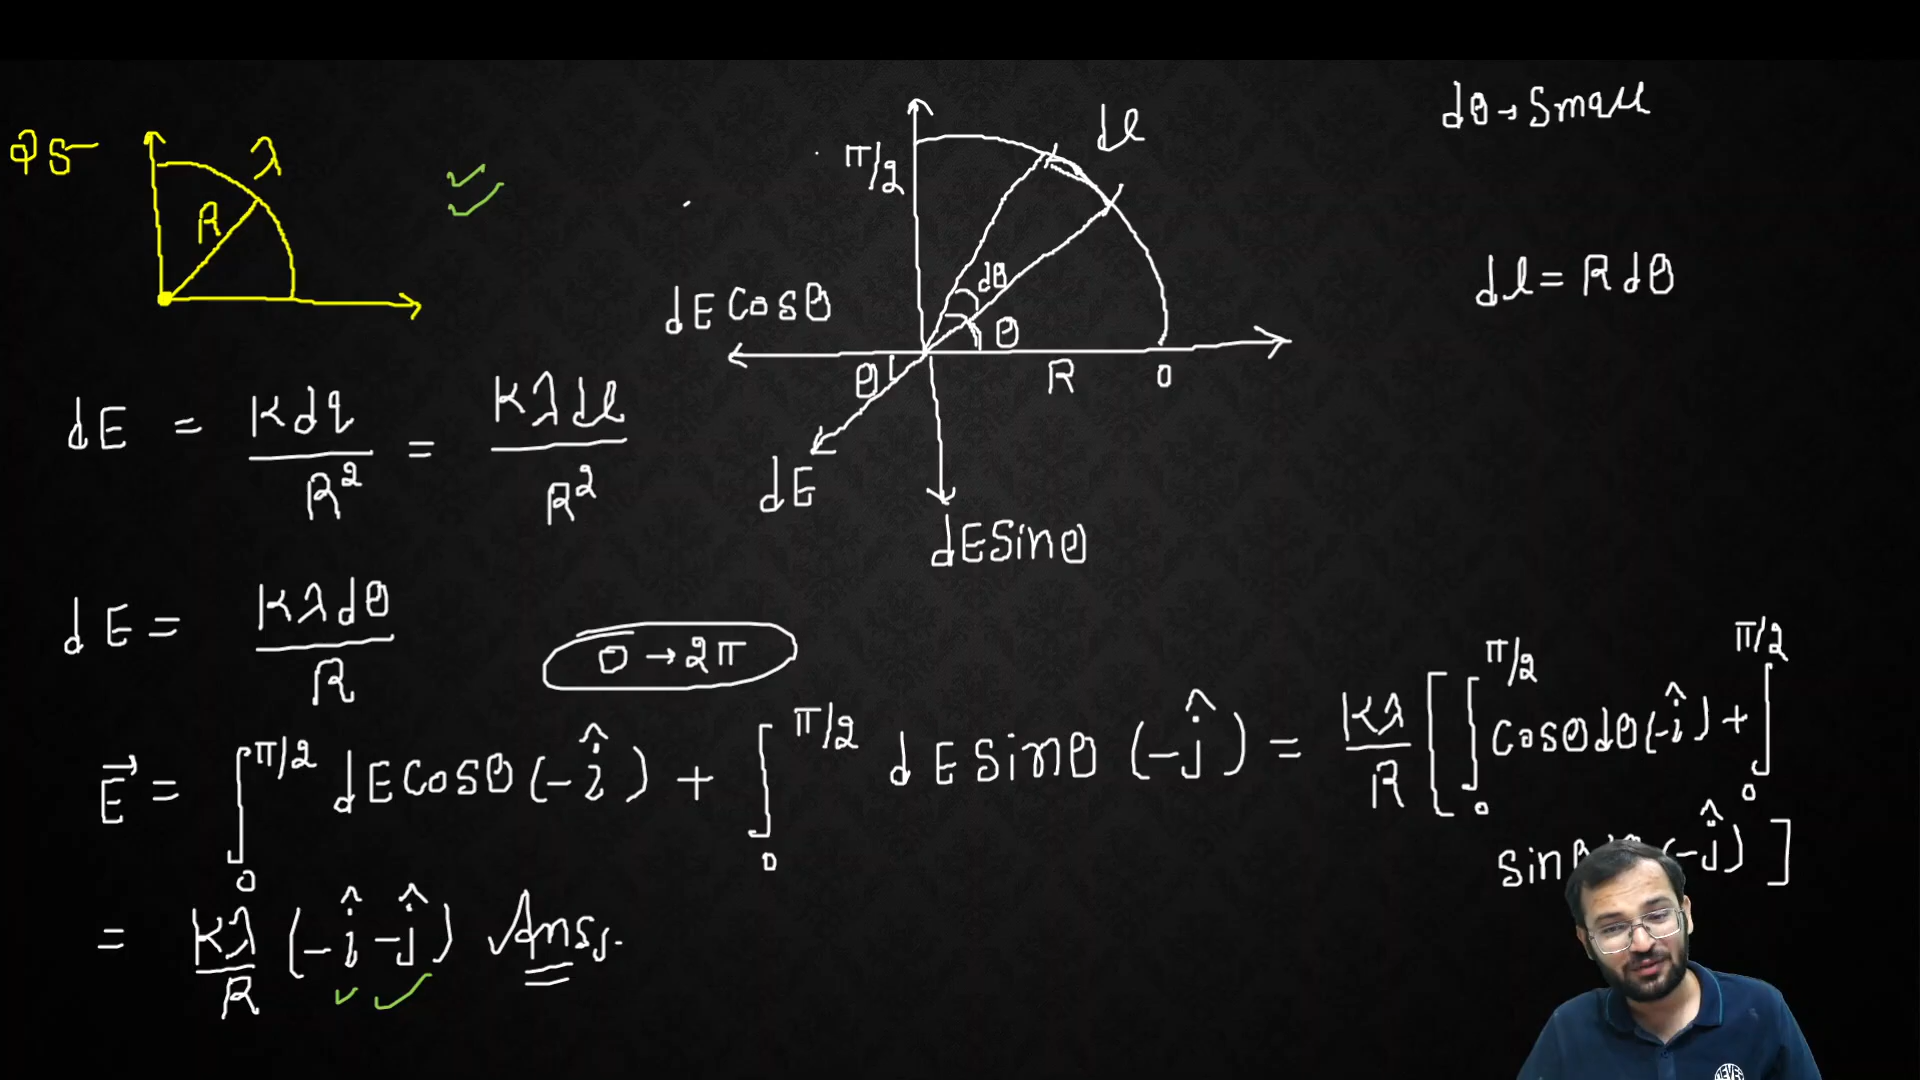 Q5
λ
R
π/2
dl
dθ → Small
dl = R dθ
dE Cosθ
dθ
θ
θ
R
0
dE
dE Sinθ
dE = Kdq/R² = Kλdl/R²
dE = Kλdθ/R
0 → 2π
E⃗ = ∫₀^π/2 dE Cosθ (-î) + ∫₀^π/2 dE Sinθ (-ĵ) = Kλ/R [∫₀^π/2 Cosθdθ(-î) + ∫₀^π/2
sin (-ĵ)]
= Kλ/R (-î -ĵ) Ans.